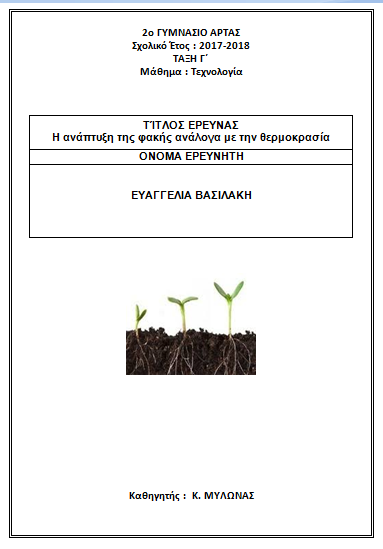 2ο ΓΥΜΝΑΣΙΟ ΑΡΤΑΣ
Σχολικό Έτος : 2017-2018
ΤΑΞΗ Γ΄
Μάθημα : Τεχνολογία
ΤΊΤΛΟΣ ΕΡΕΥΝΑΣ
Η ανάπτυξη της φακής ανάλογα με την θερμοκρασία
ΟΝΟΜΑ ΕΡΕΥΝΗΤΗ
ΕΥΑΓΓΕΛΙΑ ΒΑΣΙΛΑΚΗ
Καθηγητής : Κ. ΜΥΛΩΝΑΣ